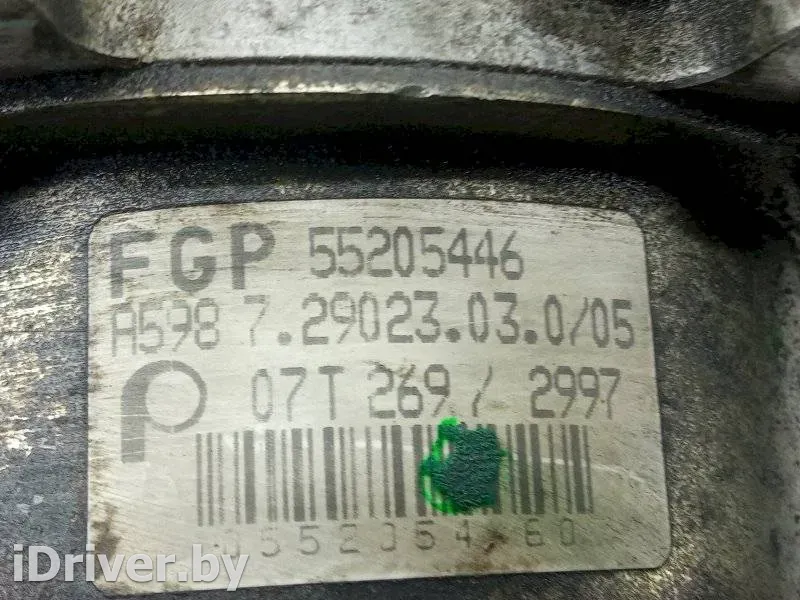 FGP 55205446
A598 7.29023.03.0/05
07T 269/ 2997
iDriver.by